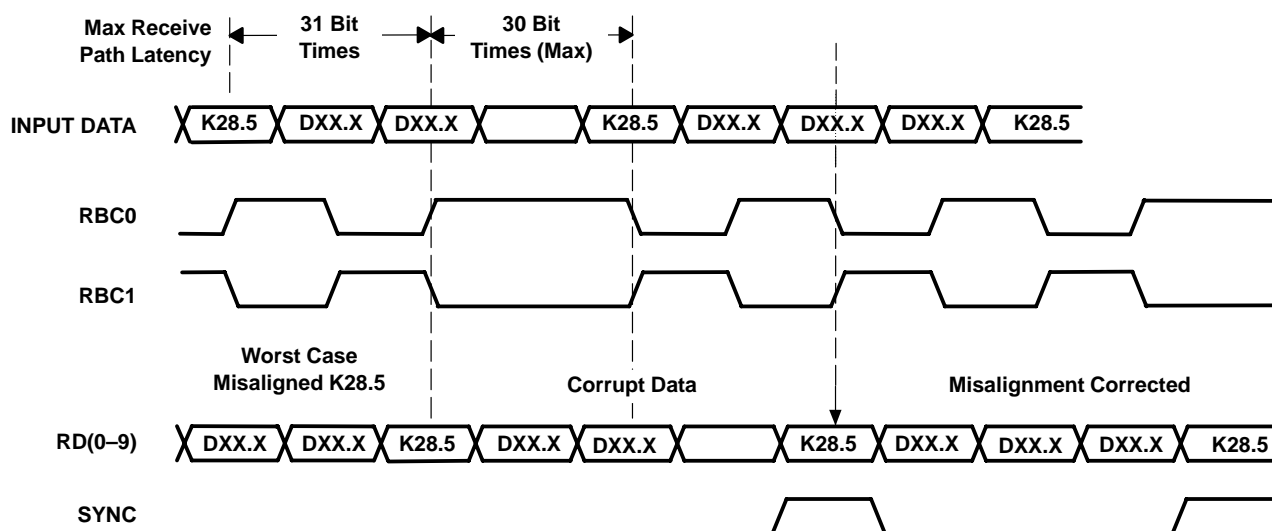 Max Receive
Path Latency
31 Bit
Times
30 Bit
Times (Max)
INPUT DATA
K28.5 DXX.X DXX.X K28.5 DXX.X DXX.X DXX.X K28.5
RBC0
RBC1
Worst Case
Misaligned K28.5
Corrupt Data
Misalignment Corrected
RD(0–9)
DXX.X DXX.X K28.5 DXX.X DXX.X K28.5 DXX.X DXX.X DXX.X K28.5
SYNC